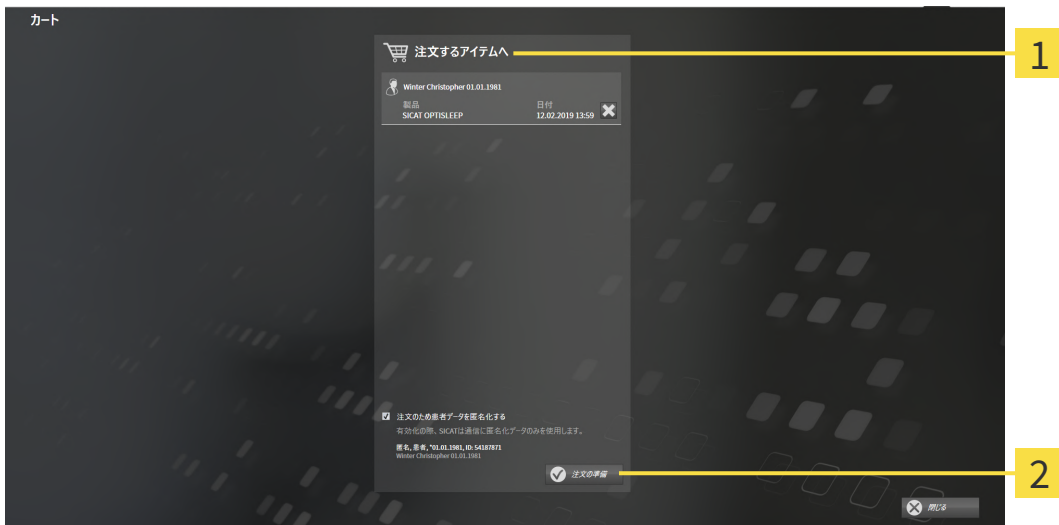 カート
注文するアイテムへ
1
Winter Christopher 01.01.1981
製品 日付
SICAT OPTISLEEP 12.02.2019 13:59
注文のため患者データを匿名化する
有効化の際、SICATは通信に匿名化データのみを使用します。
匿名, 患者, *01.01.1981, ID: 54187871
Winter Christopher 01.01.1981
注文の準備
2
閉じる